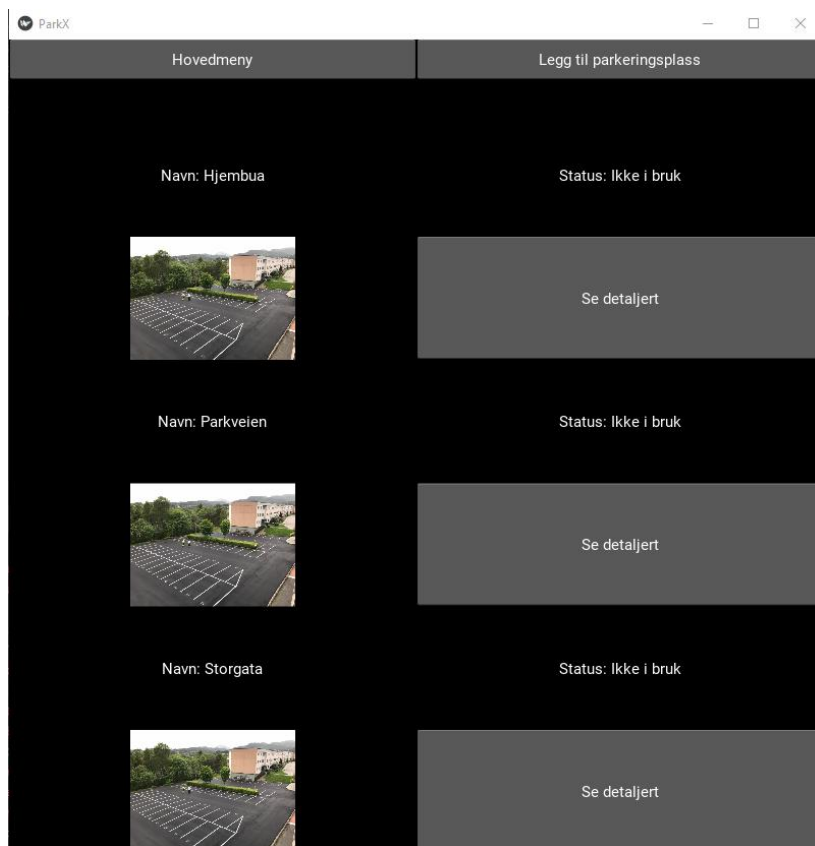 ParkX
Hovedmeny Legg til parkeringsplass
Navn: Hjembua Status: Ikke i bruk
Se detaljert
Navn: Parkveien Status: Ikke i bruk
Se detaljert
Navn: Storgata Status: Ikke i bruk
Se detaljert